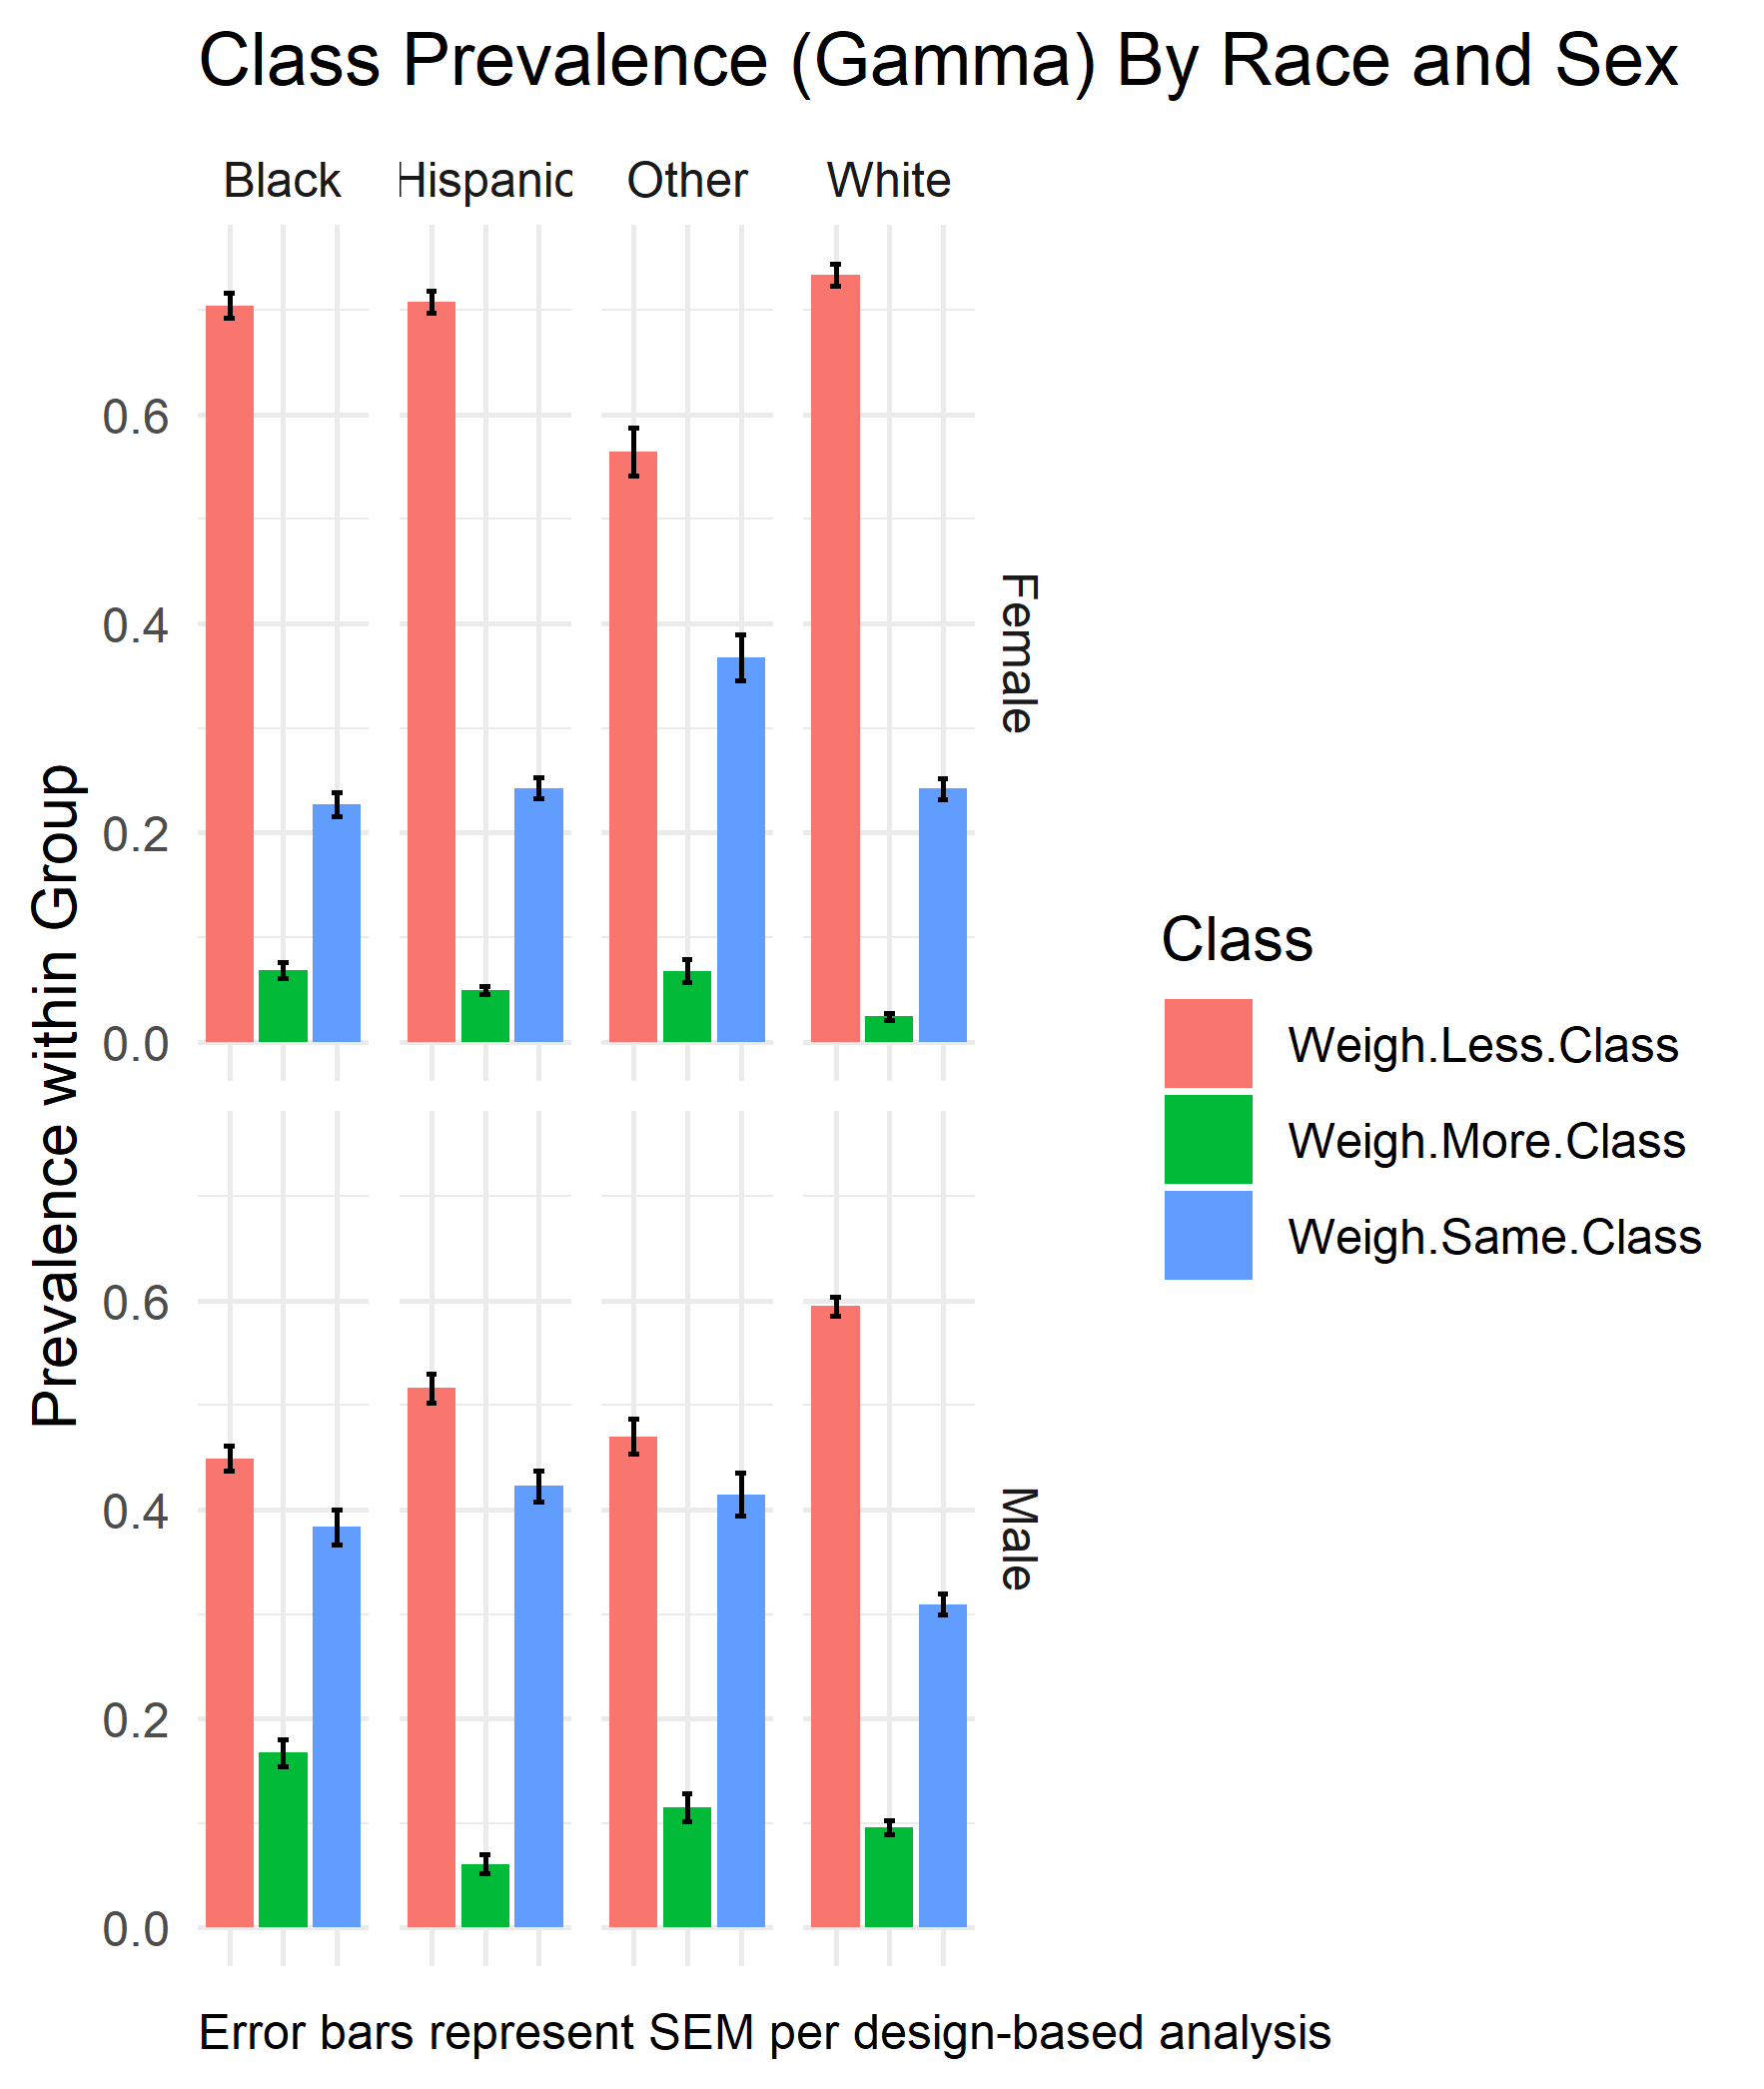 Class Prevalence (Gamma) By Race and Sex
Black
Hispanic
Other
White
0.6
0.4
0.2
0.0
Female
0.6
0.4
0.2
0.0
Male
Prevalence within Group
Class
Weigh.Less.Class
Weigh.More.Class
Weigh.Same.Class
Error bars represent SEM per design-based analysis